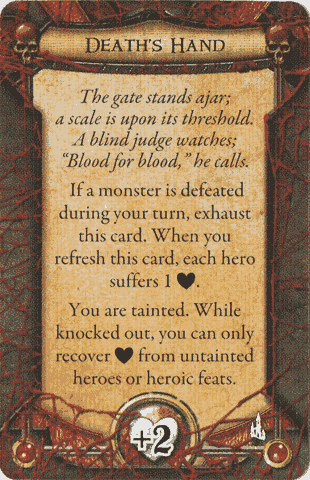 DEATH'S HAND
The gate stands ajar;
a scale is upon its threshold.
A blind judge watches;
“Blood for blood,” he calls.
If a monster is defeated
during your turn, exhaust
this card. When you
refresh this card, each hero
suffers 1 ♥.
You are tainted. While
knocked out, you can only
recover ♥ from untainted
heroes or heroic feats.
+2